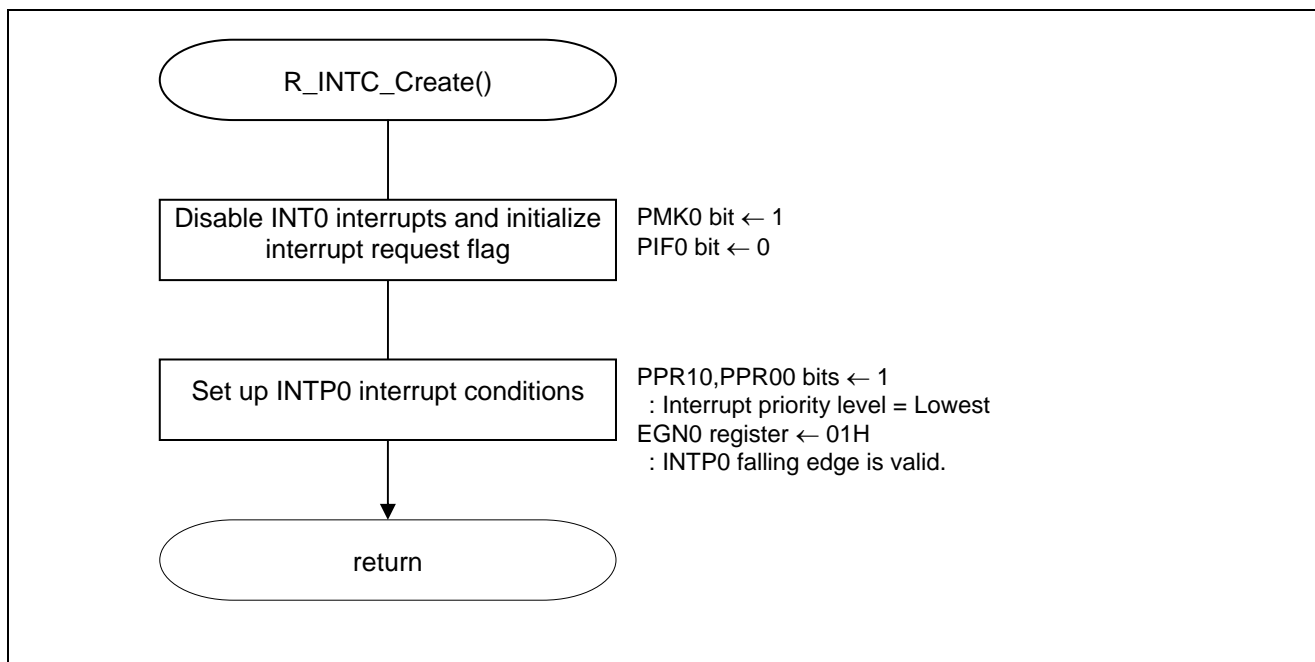 R_INTC_Create()
Disable INT0 interrupts and initialize
interrupt request flag
PMK0 bit ← 1
PIF0 bit ← 0
Set up INTP0 interrupt conditions
PPR10,PPR00 bits ← 1
: Interrupt priority level = Lowest
EGN0 register ← 01H
: INTP0 falling edge is valid.
return